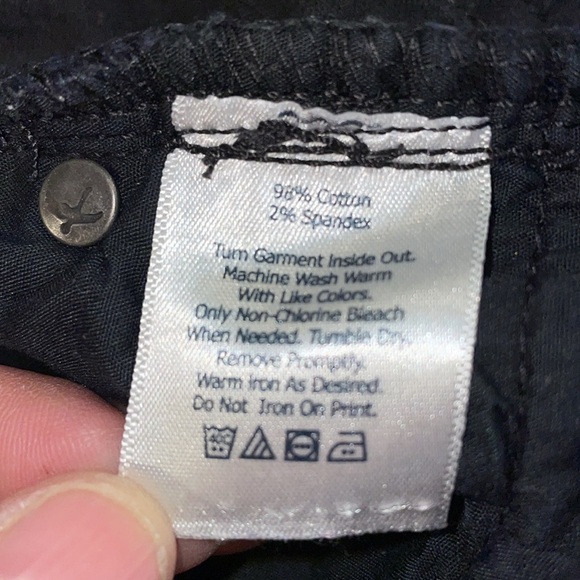 98% Cotton
2% Spandex
Turn Garment Inside Out.
Machine Wash Warm
With Like Colors.
Only Non-Chlorine Bleach
When Needed. Tumble Dry.
Remove Promptly.
Warm Iron As Desired.
Do Not Iron On Print.
40C